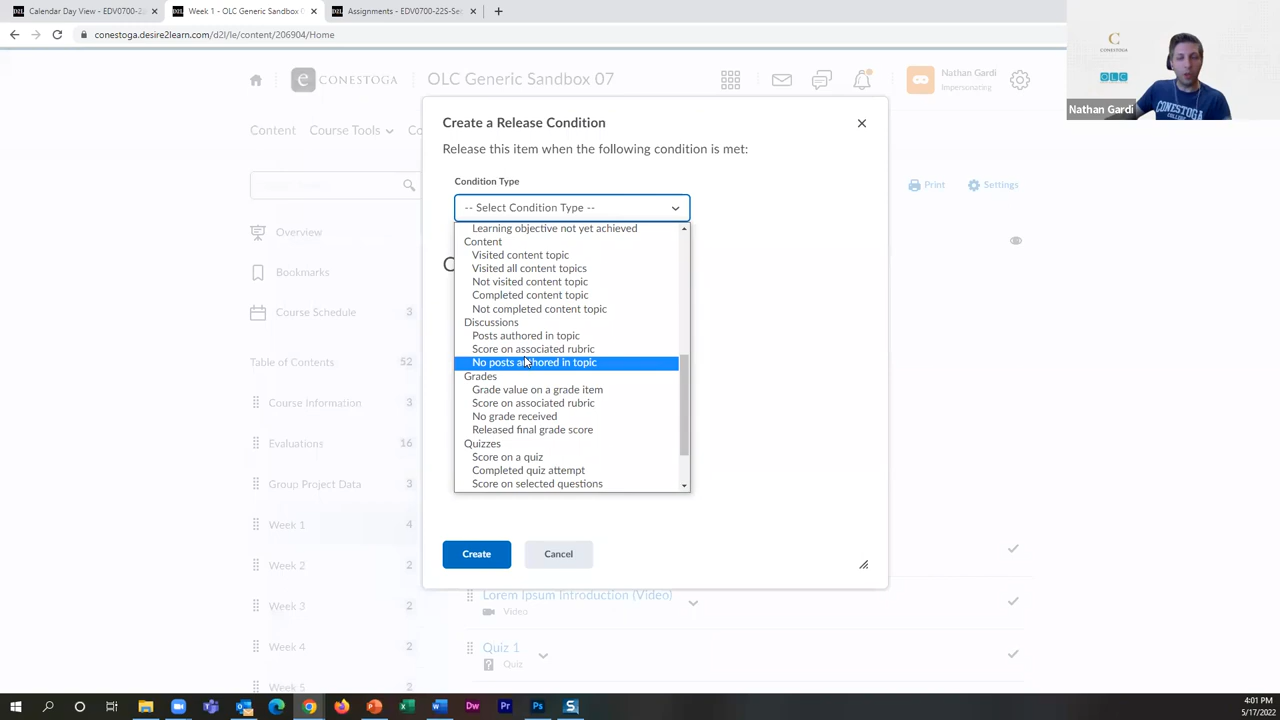 Calendar Day View - EDV0700-22
Week 1 - OLC Generic Sandbox 0
Assignments - EDV0700-22S-Sec
conestoga.desire2learn.com/d2l/le/content/206904/Home
CONESTOGA
OLC
CONESTOGA
COLLEGE
Nathan Gardi
CONESTOGA
OLC Generic Sandbox 07
Nathan Gardi
Impersonating
Content
Course Tools
Create a Release Condition
Release this item when the following condition is met:
Condition Type
-- Select Condition Type --
Print
Settings
Learning objective not yet achieved
Content
Visited content topic
Visited all content topics
Not visited content topic
Completed content topic
Not completed content topic
Discussions
Posts authored in topic
Score on associated rubric
No posts authored in topic
Grades
Grade value on a grade item
Score on associated rubric
No grade received
Released final grade score
Quizzes
Score on a quiz
Completed quiz attempt
Score on selected questions
Create
Cancel
Overview
Bookmarks
Course Schedule 3
Table of Contents 52
Course Information 3
Evaluations 16
Group Project Data 3
Week 1 4
Week 2 2
Week 3 2
Week 4 2
Week 5 2
Lorem Ipsum Introduction (Video)
Video
Quiz 1
Quiz
4:01 PM
5/17/2022